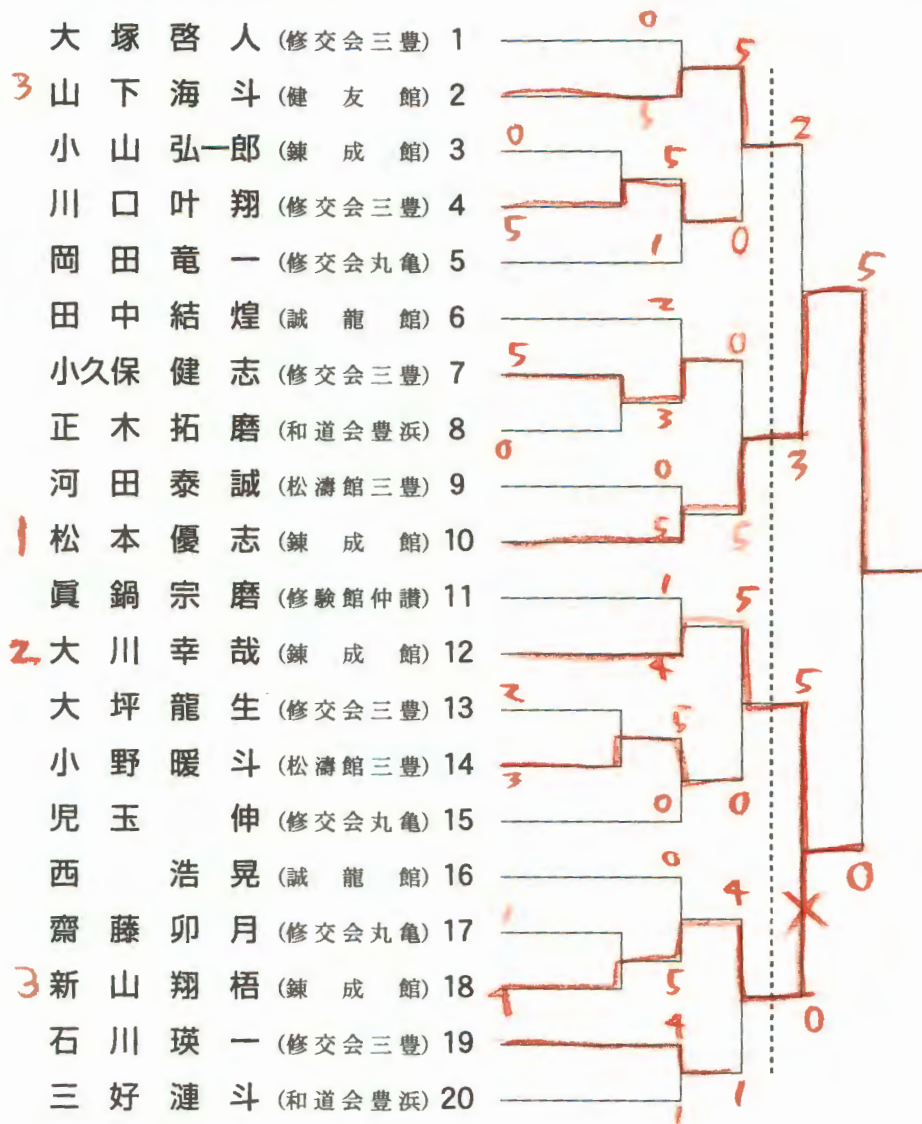 大塚啓人 (修交会三豊) 1
3 山下海斗 (健友館) 2
小山弘一郎 (錬成館) 3
川口叶翔 (修交会三豊) 4
岡田竜一 (修交会丸亀) 5
田中結煌 (誠龍館) 6
小久保健志 (修交会三豊) 7
正木拓磨 (和道会豊浜) 8
河田泰誠 (松濤館三豊) 9
1 松本優志 (錬成館) 10
眞鍋宗磨 (修験館仲讃) 11
2 大川幸哉 (錬成館) 12
大坪龍生 (修交会三豊) 13
小野暖斗 (松濤館三豊) 14
児玉伸 (修交会丸亀) 15
西浩晃 (誠龍館) 16
齋藤卯月 (修交会丸亀) 17
3 新山翔梧 (錬成館) 18
石川瑛一 (修交会三豊) 19
三好漣斗 (和道会豊浜) 20
0
5
5
2
0
5
5
1
0
5
2
5
0
3
0
3
0
5
5
1
5
4
5
2
5
3
0
0
0
0
4
1
4
5
0
4
1
1